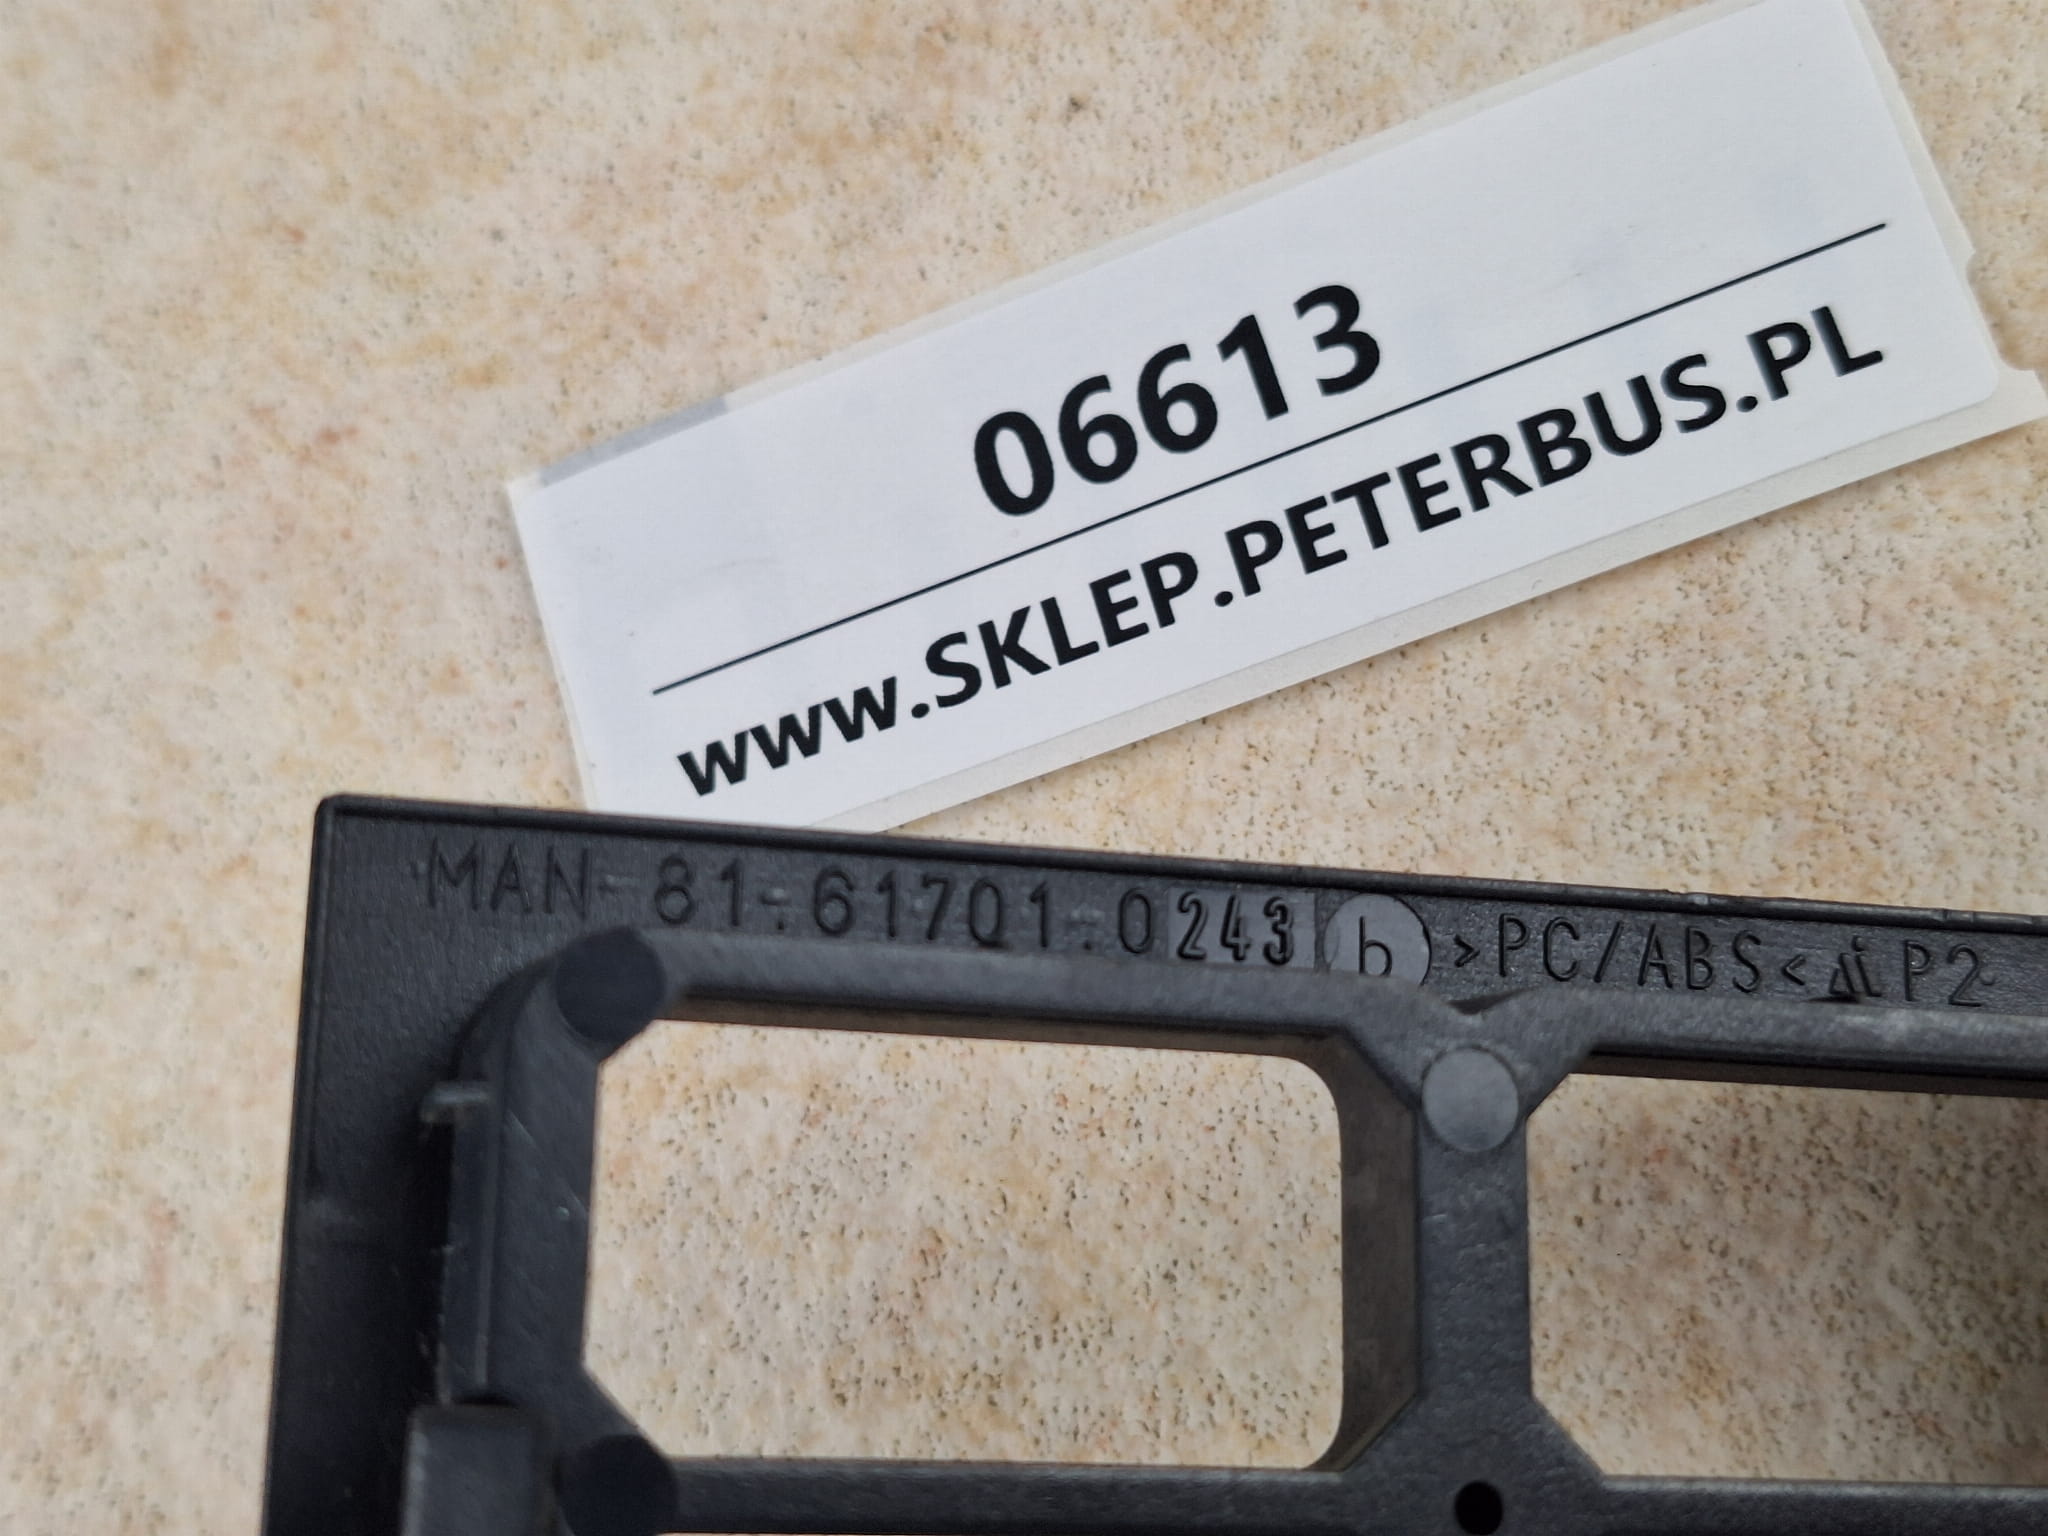 06613
www.SKLEP.PETERBUS.PL
MAN-81.61701.0243 b >PC/ABS< P2